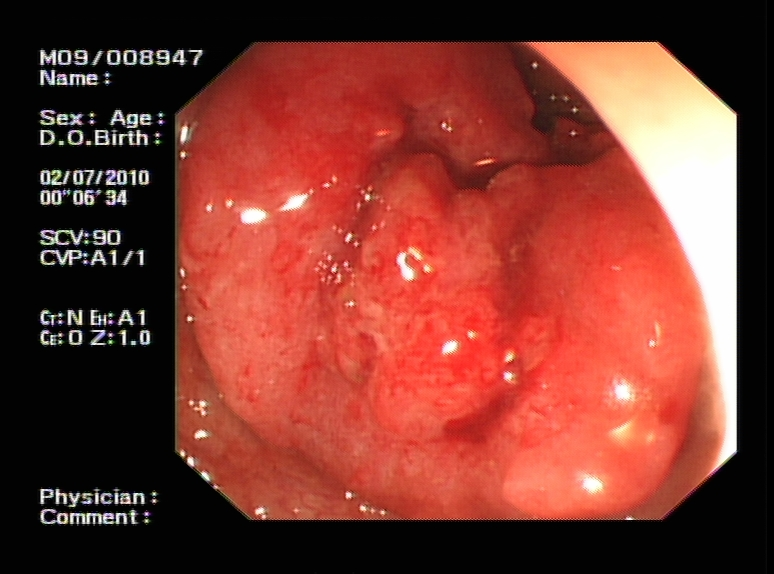 M09/008947
Name:
Sex: Age:
D.O.Birth:
02/07/2010
00"06'34
SCV:90
CVP:A1/1
CT:N EH:A1
CE:0 Z:1.0
Physician:
Comment: